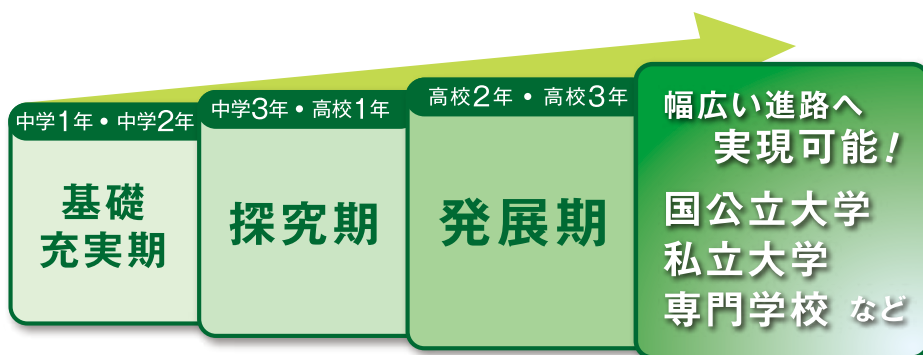 中学1年・中学2年
基礎
充実期
中学3年・高校1年
探究期
高校2年・高校3年
発展期
幅広い進路へ
実現可能！
国公立大学
私立大学
専門学校 など